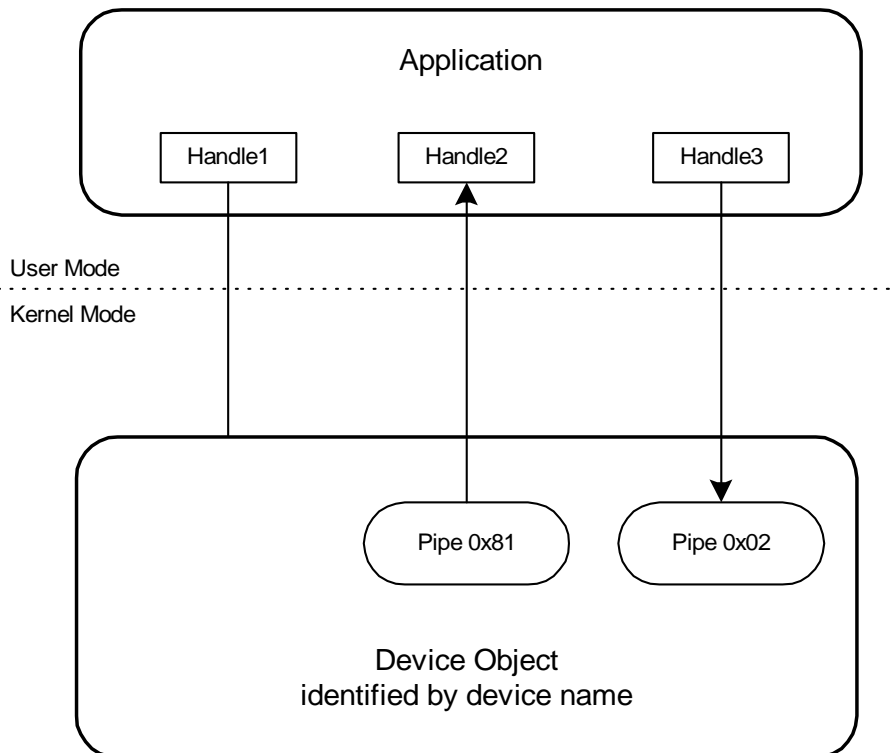 Application
Handle1
Handle2
Handle3
User Mode
Kernel Mode
Pipe 0x81
Pipe 0x02
Device Object
identified by device name